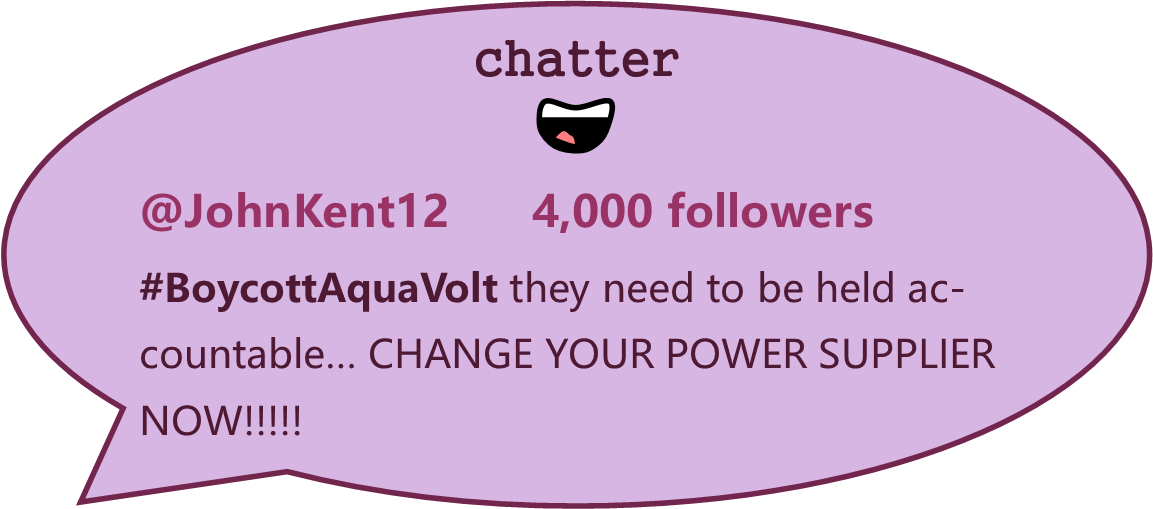 chatter
@JohnKent12 4,000 followers
#BoycottAquaVolt they need to be held ac-
countable... CHANGE YOUR POWER SUPPLIER
NOW!!!!!